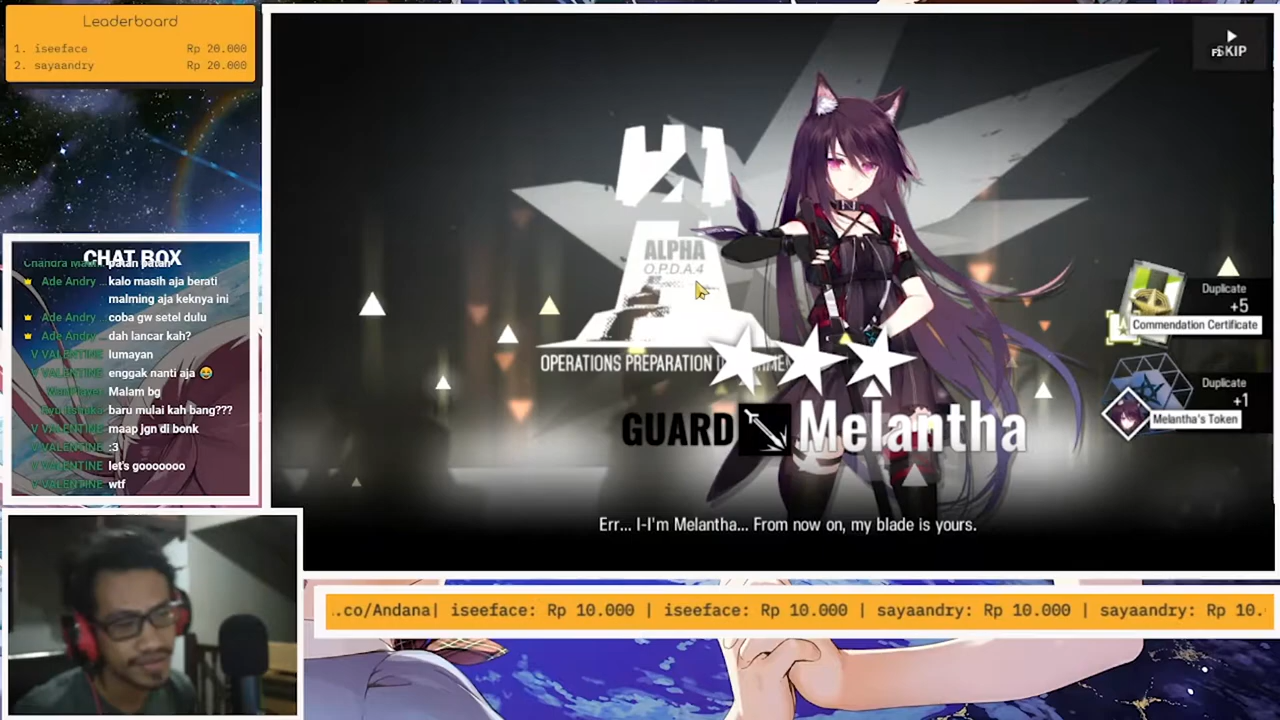 Leaderboard
1. iseeface Rp 20.000
2. sayaandry Rp 20.000
CHAT BOX
patah patah
Ade Andry ... kalo masih aja berati
malming aja keknya ini
Ade Andry ... coba gw setel dulu
Ade Andry ... dah lancar kah?
V VALENTINE lumayan
V VALENTINE enggak nanti aja 😂
Malam bg
baru mulai kah bang???
V VALENTINE maap jgn di bonk
V VALENTINE :3
V VALENTINE let's gooooooo
V VALENTINE wtf
SKIP
ALPHA
O.P.D.A.4
OPERATIONS PREPARATION
GUARD Melantha
Duplicate
+5
Commendation Certificate
Duplicate
+1
Melantha's Token
Err... I-I'm Melantha... From now on, my blade is yours.
.co/Andana| iseeface: Rp 10.000 | iseeface: Rp 10.000 | sayaandry: Rp 10.000 | sayaandry: Rp 10.